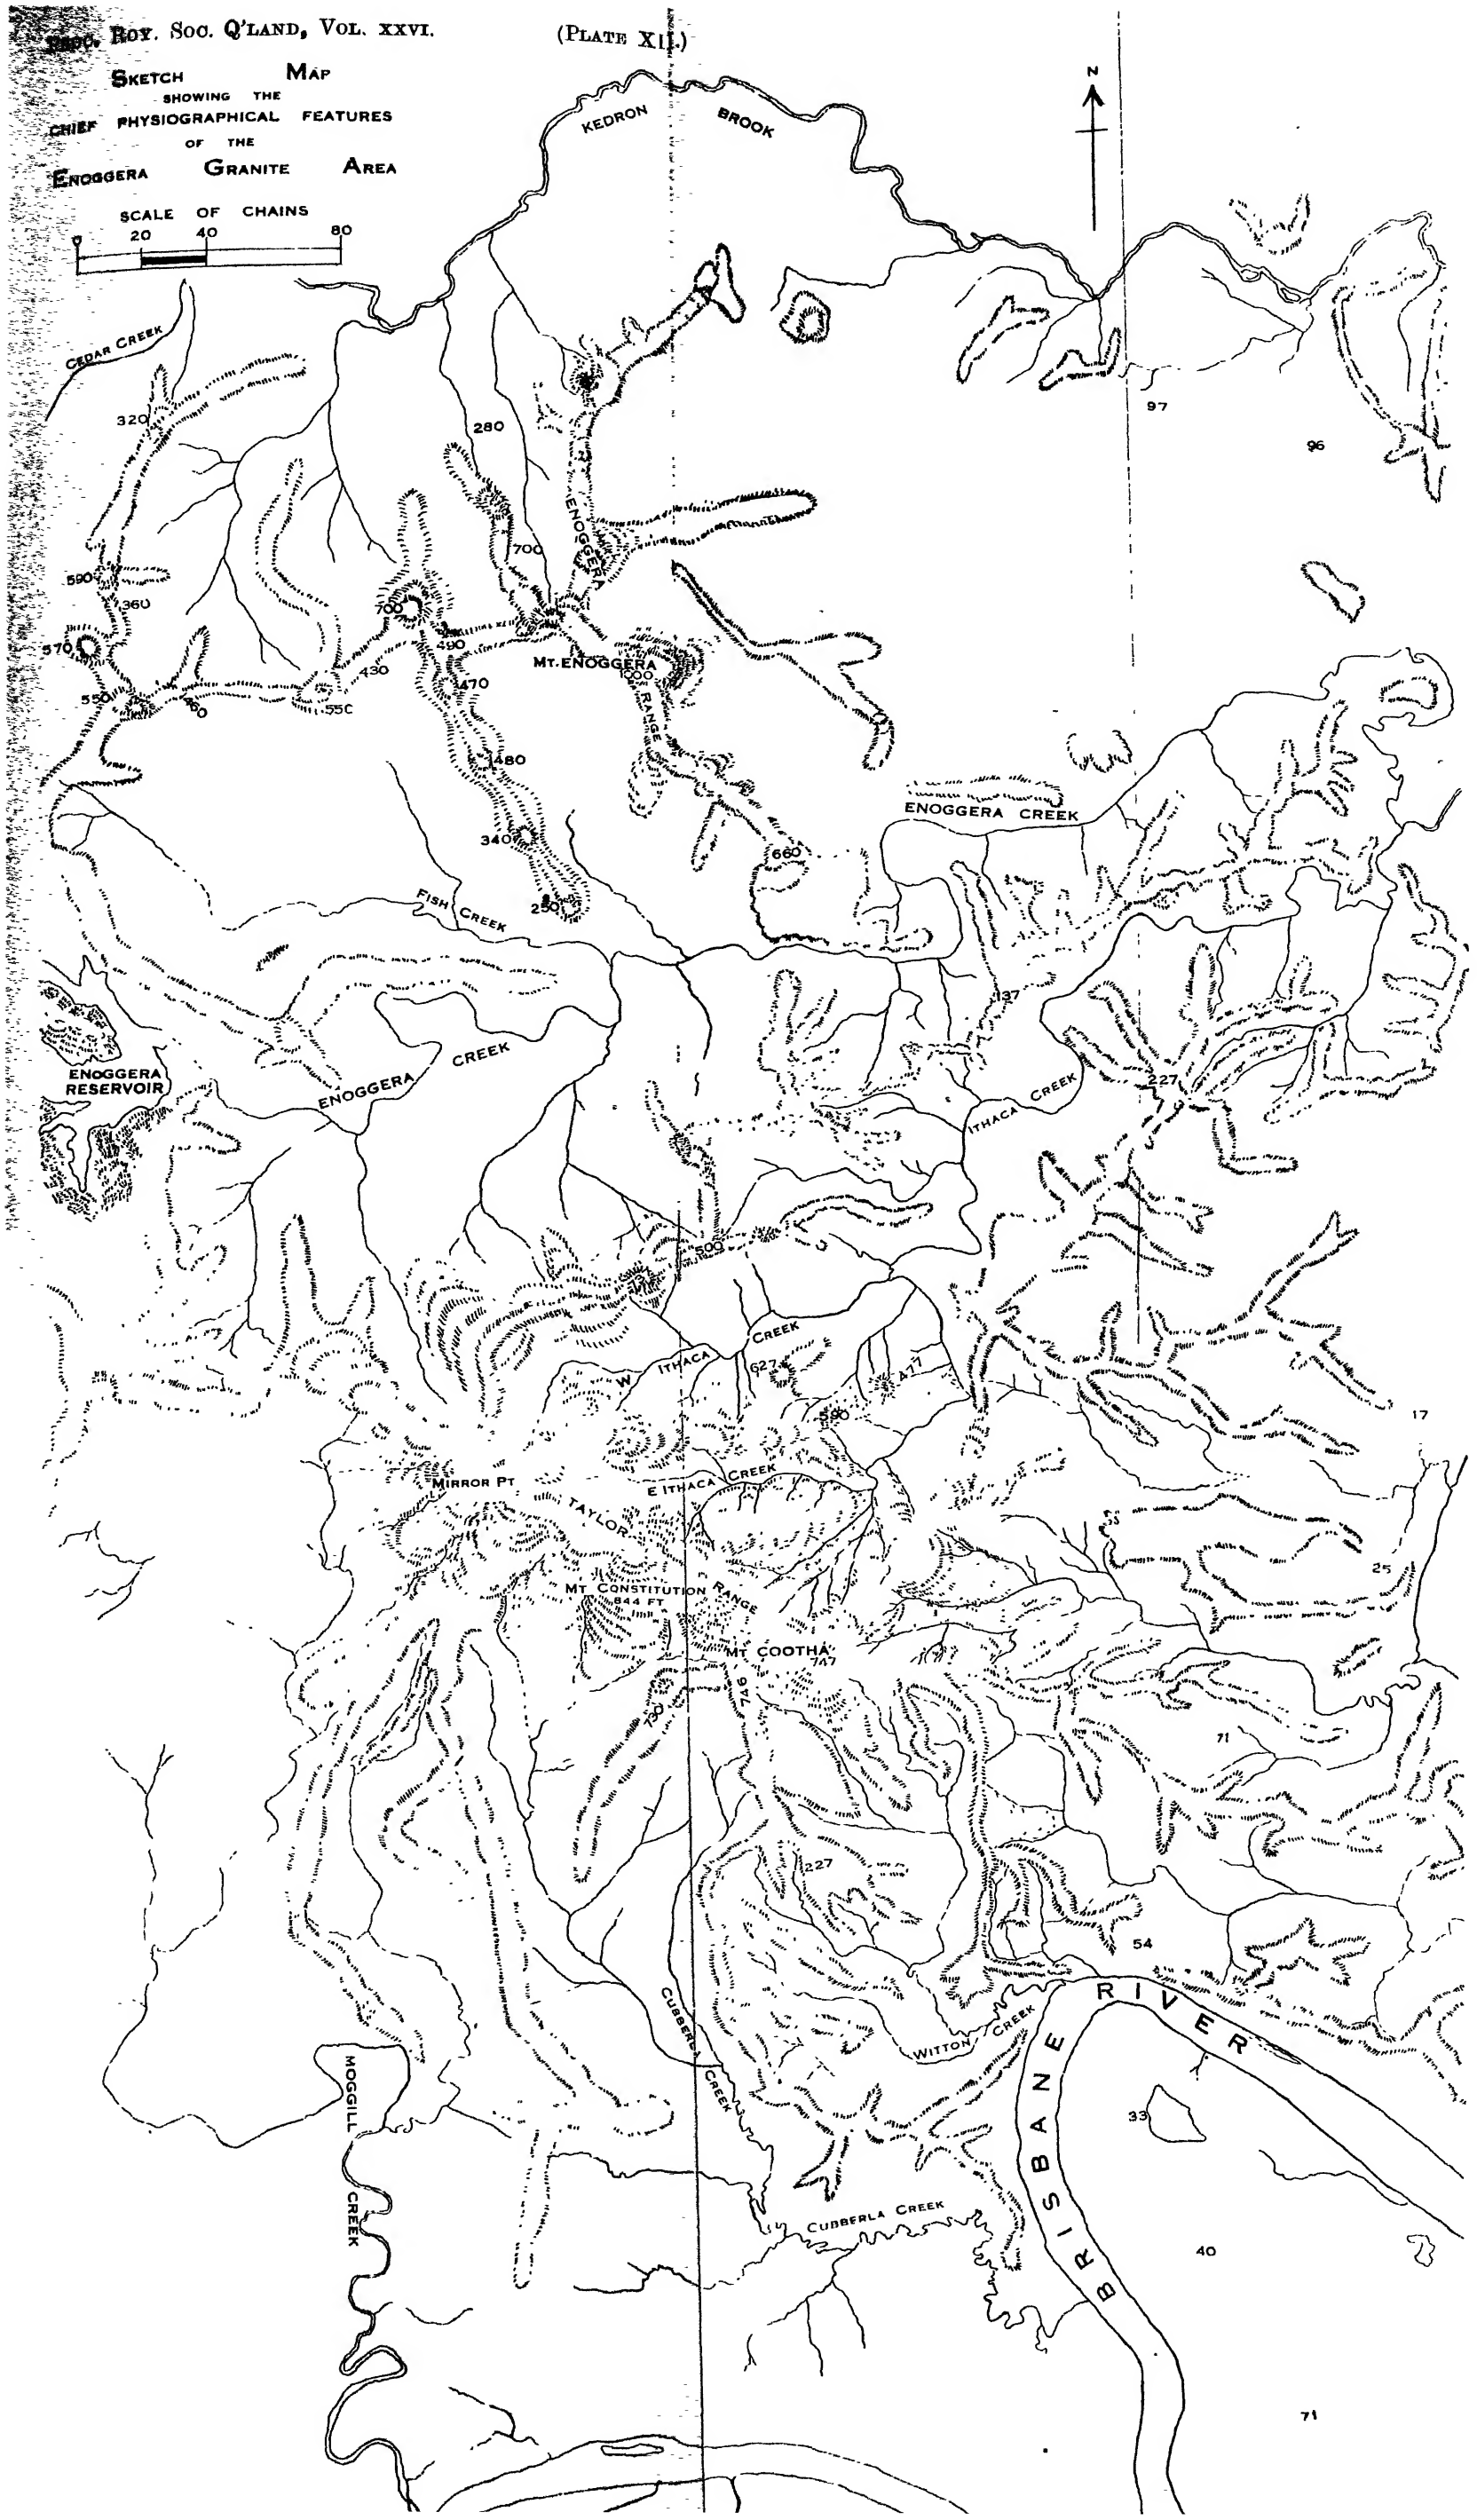 PROC. ROY. SOC. Q'LAND, VOL. XXVI.
(PLATE XII.)
SKETCH MAP
SHOWING THE
CHIEF PHYSIOGRAPHICAL FEATURES
OF THE
ENOGGERA GRANITE AREA
SCALE OF CHAINS
0 20 40 80
N
KEDRON BROOK
CEDAR CREEK
320
280
97
96
ENOGGERA
700
590
360
700
570
490
430
MT. ENOGGERA
1000
470
RANGE
550
550
480
ENOGGERA CREEK
340
660
FISH CREEK
250
137
ENOGGERA
RESERVOIR
ENOGGERA CREEK
ITHACA CREEK
227
500
W ITHACA CREEK
627
477
590
17
MIRROR PT
E ITHACA CREEK
TAYLOR
25
MT CONSTITUTION
844 FT
RANGE
MT COOTHA
747
746
730
71
227
54
CUBBERLA CREEK
WITTON CREEK
BRISBANE RIVER
MOGGILL CREEK
33
CUBBERLA CREEK
40
71